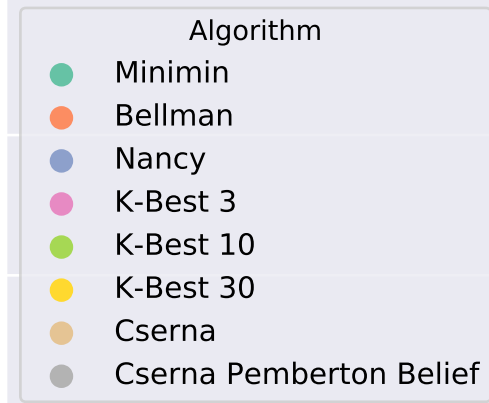 Algorithm
Minimin
Bellman
Nancy
K-Best 3
K-Best 10
K-Best 30
Cserna
Cserna Pemberton Belief